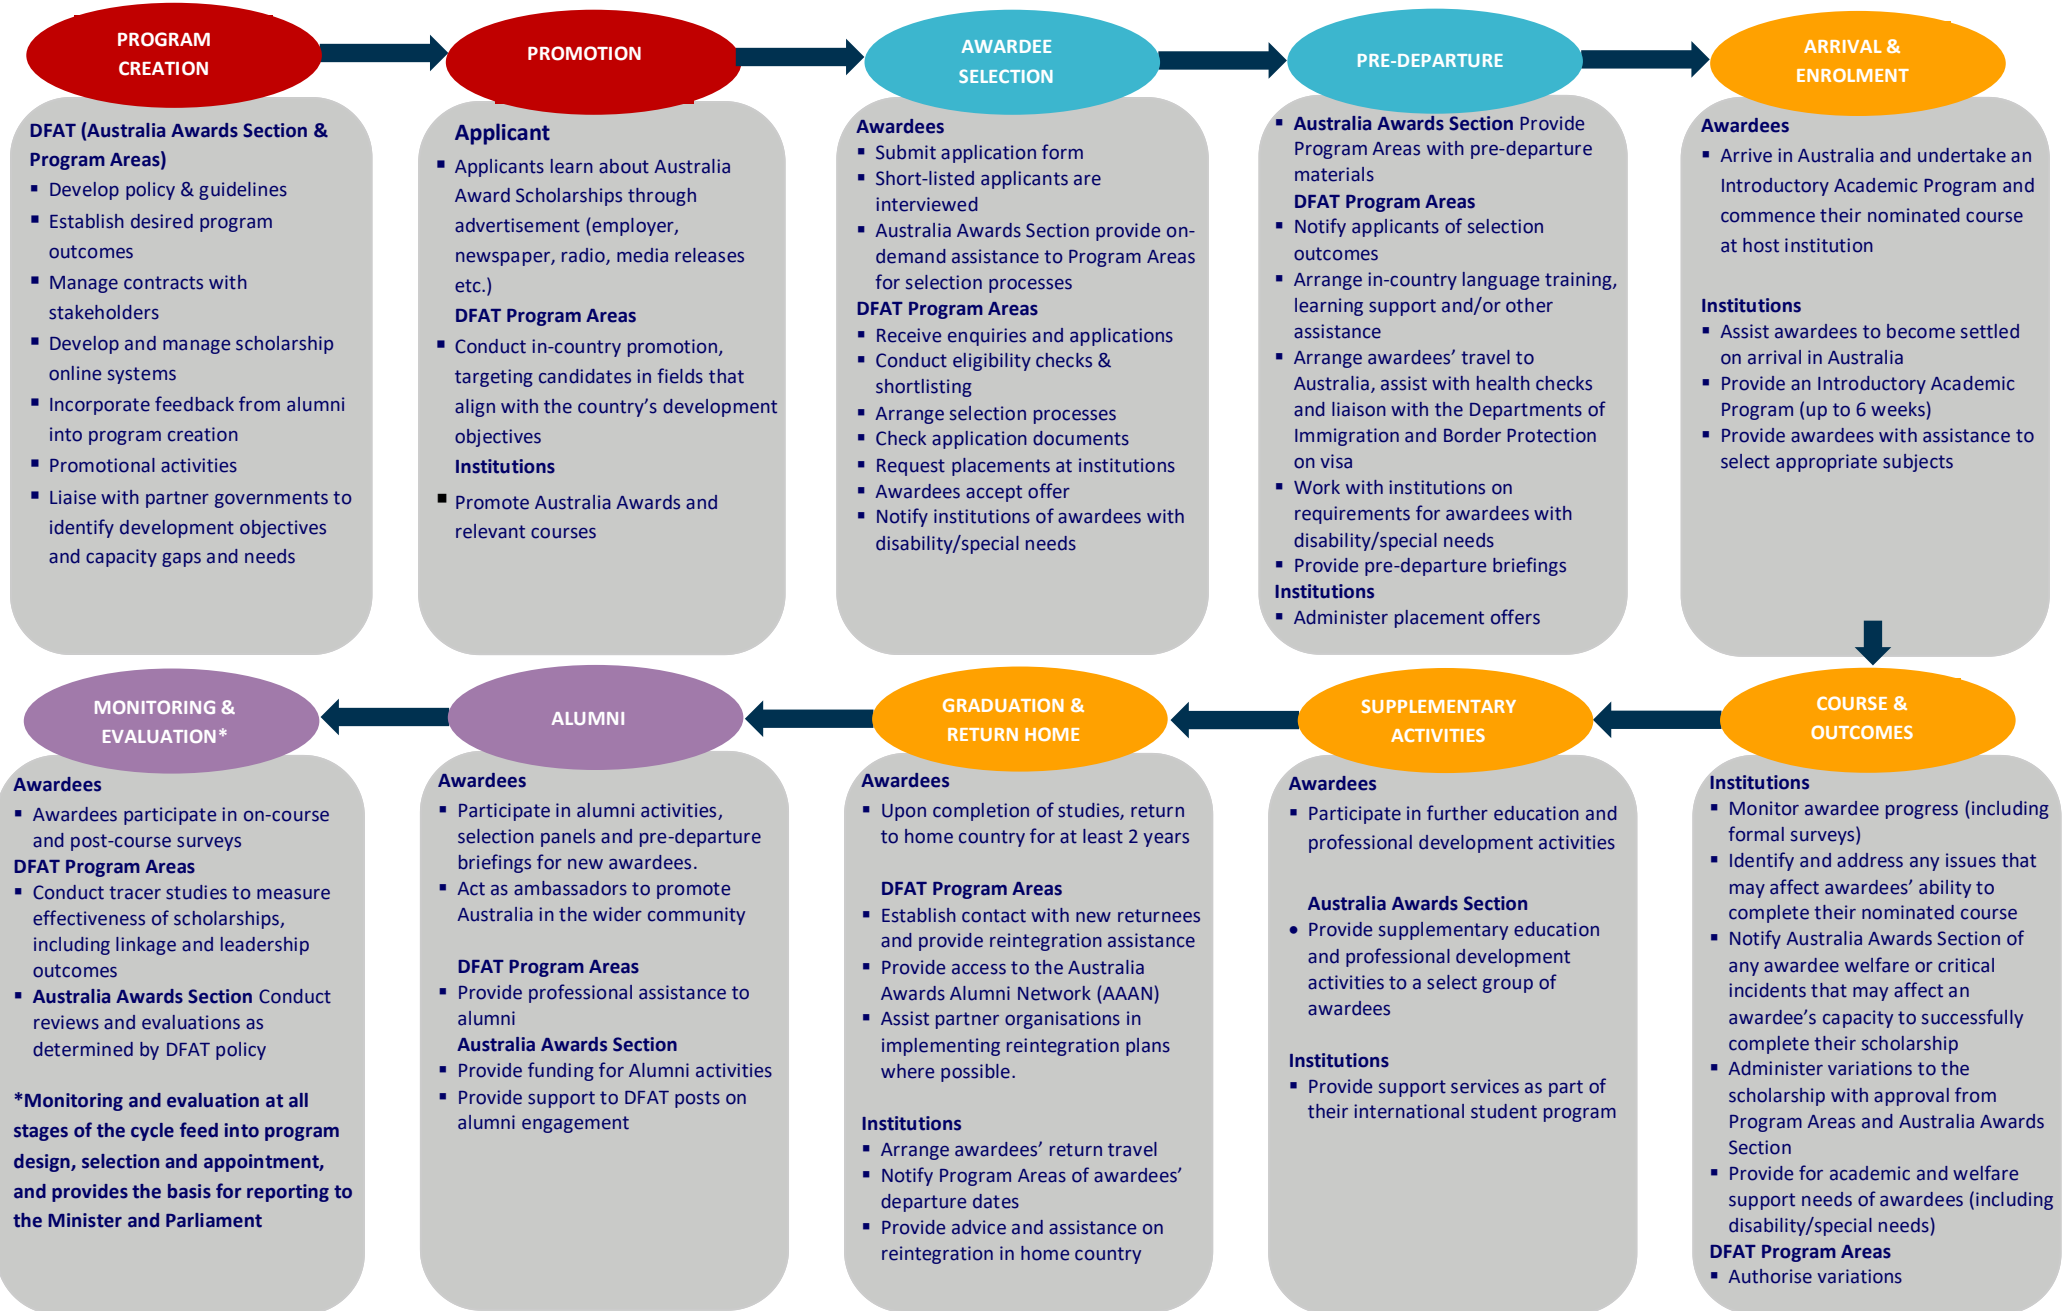 PROGRAM
CREATION
DFAT (Australia Awards Section &
Program Areas)
▪ Develop policy & guidelines
▪ Establish desired program
outcomes
▪ Manage contracts with
stakeholders
▪ Develop and manage scholarship
online systems
▪ Incorporate feedback from alumni
into program creation
▪ Promotional activities
▪ Liaise with partner governments to
identify development objectives
and capacity gaps and needs
PROMOTION
Applicant
▪ Applicants learn about Australia
Award Scholarships through
advertisement (employer,
newspaper, radio, media releases
etc.)
DFAT Program Areas
▪ Conduct in-country promotion,
targeting candidates in fields that
align with the country’s development
objectives
Institutions
▪ Promote Australia Awards and
relevant courses
AWARDEE
SELECTION
Awardees
▪ Submit application form
▪ Short-listed applicants are
interviewed
▪ Australia Awards Section provide on-
demand assistance to Program Areas
for selection processes
DFAT Program Areas
▪ Receive enquiries and applications
▪ Conduct eligibility checks &
shortlisting
▪ Arrange selection processes
▪ Check application documents
▪ Request placements at institutions
▪ Awardees accept offer
▪ Notify institutions of awardees with
disability/special needs
PRE-DEPARTURE
▪ Australia Awards Section Provide
Program Areas with pre-departure
materials
DFAT Program Areas
▪ Notify applicants of selection
outcomes
▪ Arrange in-country language training,
learning support and/or other
assistance
▪ Arrange awardees’ travel to
Australia, assist with health checks
and liaison with the Departments of
Immigration and Border Protection
on visa
▪ Work with institutions on
requirements for awardees with
disability/special needs
▪ Provide pre-departure briefings
Institutions
▪ Administer placement offers
ARRIVAL &
ENROLMENT
Awardees
▪ Arrive in Australia and undertake an
Introductory Academic Program and
commence their nominated course
at host institution
Institutions
▪ Assist awardees to become settled
on arrival in Australia
▪ Provide an Introductory Academic
Program (up to 6 weeks)
▪ Provide awardees with assistance to
select appropriate subjects
COURSE &
OUTCOMES
Institutions
▪ Monitor awardee progress (including
formal surveys)
▪ Identify and address any issues that
may affect awardees’ ability to
complete their nominated course
▪ Notify Australia Awards Section of
any awardee welfare or critical
incidents that may affect an
awardee’s capacity to successfully
complete their scholarship
▪ Administer variations to the
scholarship with approval from
Program Areas and Australia Awards
Section
▪ Provide for academic and welfare
support needs of awardees (including
disability/special needs)
DFAT Program Areas
▪ Authorise variations
SUPPLEMENTARY
ACTIVITIES
Awardees
▪ Participate in further education and
professional development activities
Australia Awards Section
• Provide supplementary education
and professional development
activities to a select group of
awardees
Institutions
▪ Provide support services as part of
their international student program
GRADUATION &
RETURN HOME
Awardees
▪ Upon completion of studies, return
to home country for at least 2 years
DFAT Program Areas
▪ Establish contact with new returnees
and provide reintegration assistance
▪ Provide access to the Australia
Awards Alumni Network (AAAN)
▪ Assist partner organisations in
implementing reintegration plans
where possible.
Institutions
▪ Arrange awardees’ return travel
▪ Notify Program Areas of awardees’
departure dates
▪ Provide advice and assistance on
reintegration in home country
ALUMNI
Awardees
▪ Participate in alumni activities,
selection panels and pre-departure
briefings for new awardees.
▪ Act as ambassadors to promote
Australia in the wider community
DFAT Program Areas
▪ Provide professional assistance to
alumni
Australia Awards Section
▪ Provide funding for Alumni activities
▪ Provide support to DFAT posts on
alumni engagement
MONITORING &
EVALUATION*
Awardees
▪ Awardees participate in on-course
and post-course surveys
DFAT Program Areas
▪ Conduct tracer studies to measure
effectiveness of scholarships,
including linkage and leadership
outcomes
▪ Australia Awards Section Conduct
reviews and evaluations as
determined by DFAT policy
*Monitoring and evaluation at all
stages of the cycle feed into program
design, selection and appointment,
and provides the basis for reporting to
the Minister and Parliament